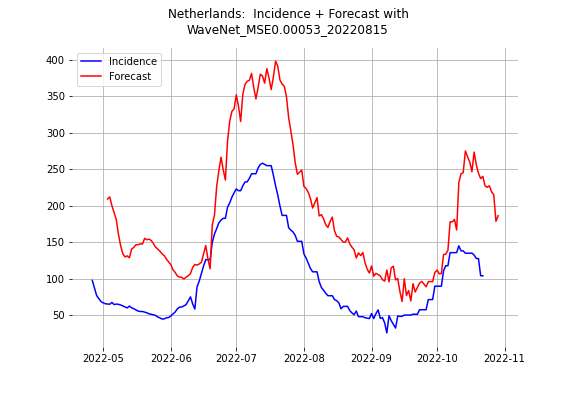 Netherlands:  Incidence + Forecast with
WaveNet_MSE0.00053_20220815
Incidence
Forecast
400
350
300
250
200
150
100
50
2022-05 2022-06 2022-07 2022-08 2022-09 2022-10 2022-11